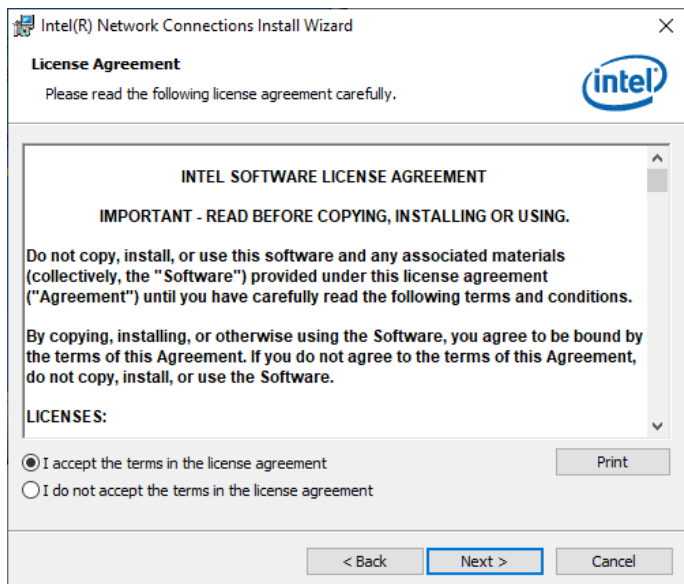 Intel(R) Network Connections Install Wizard
License Agreement
Please read the following license agreement carefully.
intel
INTEL SOFTWARE LICENSE AGREEMENT
IMPORTANT - READ BEFORE COPYING, INSTALLING OR USING.
Do not copy, install, or use this software and any associated materials
(collectively, the "Software") provided under this license agreement
("Agreement") until you have carefully read the following terms and conditions.
By copying, installing, or otherwise using the Software, you agree to be bound by
the terms of this Agreement. If you do not agree to the terms of this Agreement,
do not copy, install, or use the Software.
LICENSES:
I accept the terms in the license agreement
Print
I do not accept the terms in the license agreement
< Back
Next >
Cancel